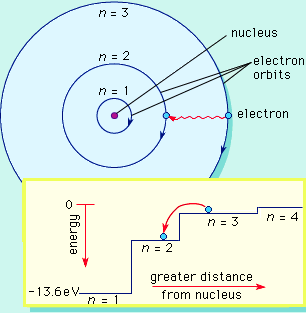 n = 3
nucleus
n = 2
electron
orbits
n = 1
electron
0
energy
n = 4
n = 3
n = 2
greater distance
from nucleus
−13.6eV
n = 1